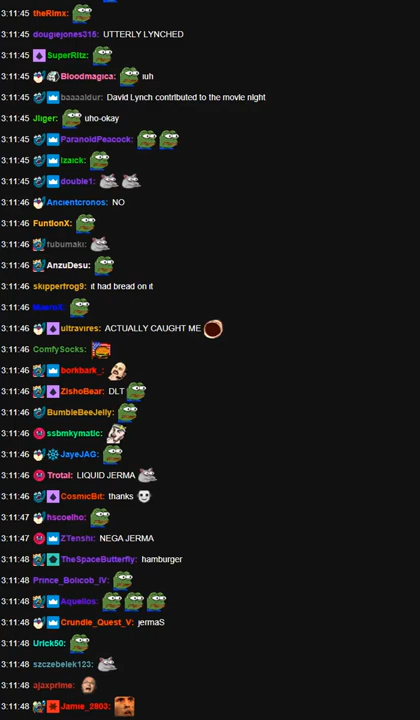 3:11:45 theRimx:
3:11:45 dougiejones315: UTTERLY LYNCHED
3:11:45 SuperRitz:
3:11:45 Bloodmagica: iuh
3:11:45 baaaaldur: David Lynch contributed to the movie night
3:11:45 Jliger: uho-okay
3:11:45 ParanoidPeacock:
3:11:45 Izaick:
3:11:45 double1:
3:11:46 Ancientcronos: NO
3:11:46 FuntionX:
3:11:46 fubumaki:
3:11:46 AnzuDesu:
3:11:46 skipperfrog9: it had bread on it
3:11:46
3:11:46 ultravires: ACTUALLY CAUGHT ME
3:11:46 ComfySocks:
3:11:46 borkbark_:
3:11:46 ZishoBear: DLT
3:11:46 BumbleBeeJelly:
3:11:46 ssbmkymatic:
3:11:46 JayeJAG:
3:11:46 Trotal: LIQUID JERMA
3:11:46 CosmicBit: thanks
3:11:47 hscoelho:
3:11:47 ZTenshi: NEGA JERMA
3:11:48 TheSpaceButterfly: hamburger
3:11:48 Prince_Bolicob_IV:
3:11:48 Aquellos:
3:11:48 Crundle_Quest_V: jermaS
3:11:48 Urick50:
3:11:48 szczebelek123:
3:11:48 ajaxprime:
3:11:48 Jamie_2803: